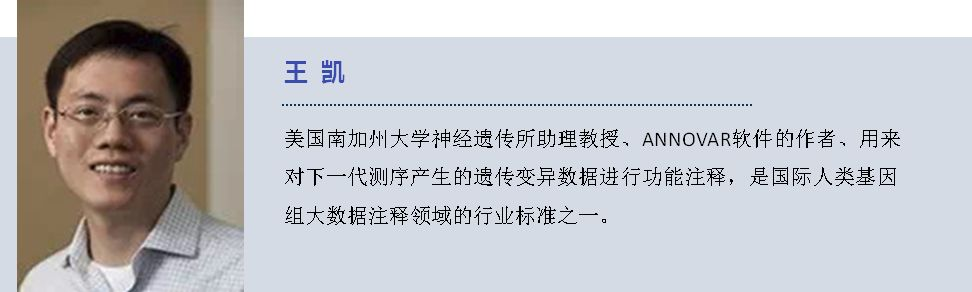 王 凯
美国南加州大学神经遗传所助理教授、ANNOVAR软件的作者、用来
对下一代测序产生的遗传变异数据进行功能注释，是国际人类基因
组大数据注释领域的行业标准之一。